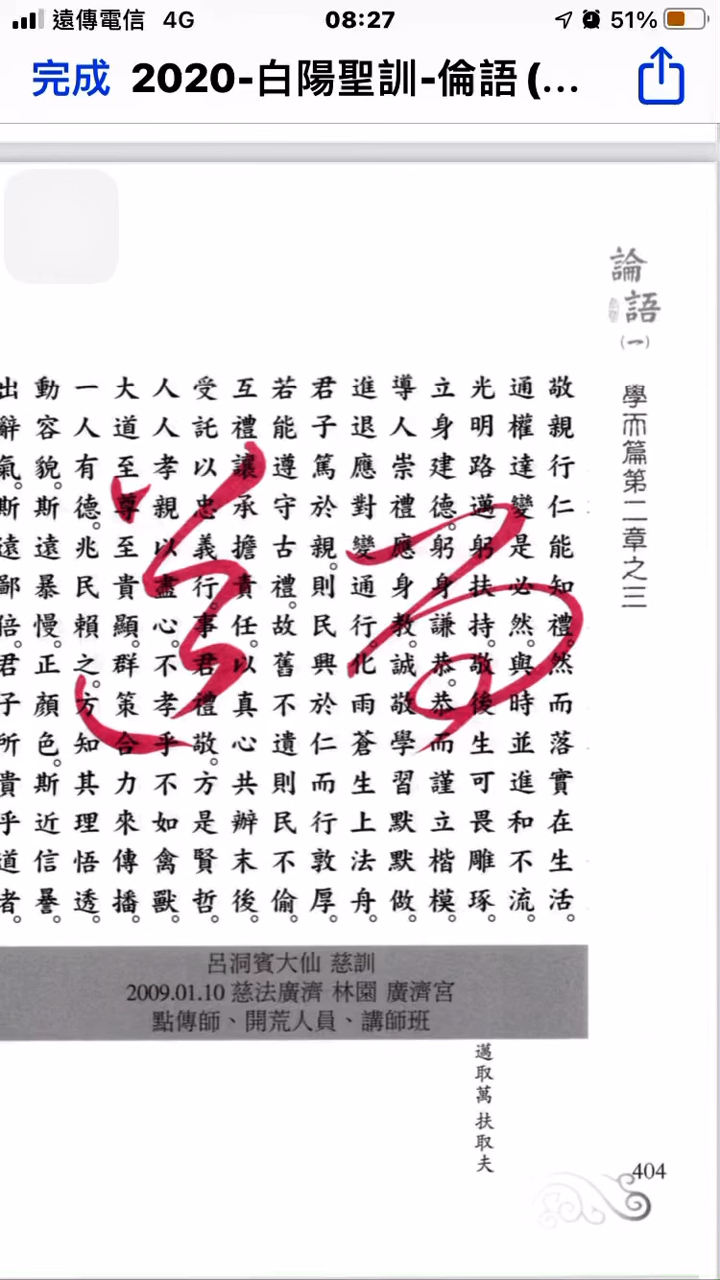 遠傳電信 4G 08:27 51%
完成 2020-白陽聖訓-倫語(...
論語
(一)
學而篇第二章之三
敬親行仁能知禮。然而落實在生活。
通權達變是必然。與時並進和不流。
光明路邁躬扶持。敬後生可畏雕琢。
立身建德。躬身謙恭。恭而謹立楷模。
導人崇禮應身教。誠敬學習默默做。
進退應對變通行。化雨蒼生上法舟。
君子篤於親。則民興於仁而行敦厚。
若能遵守古禮。故舊不遺則民不偷。
互禮讓承擔責任。以真心共辦末後。
受託以忠義行。事君禮敬。方是賢哲。
人人孝親以盡心。不孝乎不如禽獸。
大道至尊至貴顯。群策合力來傳播。
一人有德。兆民賴之。方知其理悟透。
動容貌。斯遠暴慢。正顏色。斯近信譽。
出辭氣。斯遠鄙倍。君子所貴乎道者。
呂洞賓大仙 慈訓
2009.01.10 慈法廣濟 林園 廣濟宮
點傳師、開荒人員、講師班
邁取萬 扶取夫
404